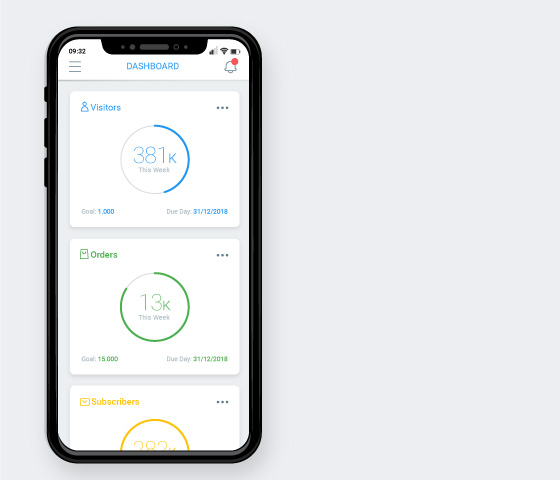 09:32
DASHBOARD
Visitors
381K
This Week
Goal: 1.000 Due Day: 31/12/2018
Orders
13K
This Week
Goal: 15.000 Due Day: 31/12/2018
Subscribers